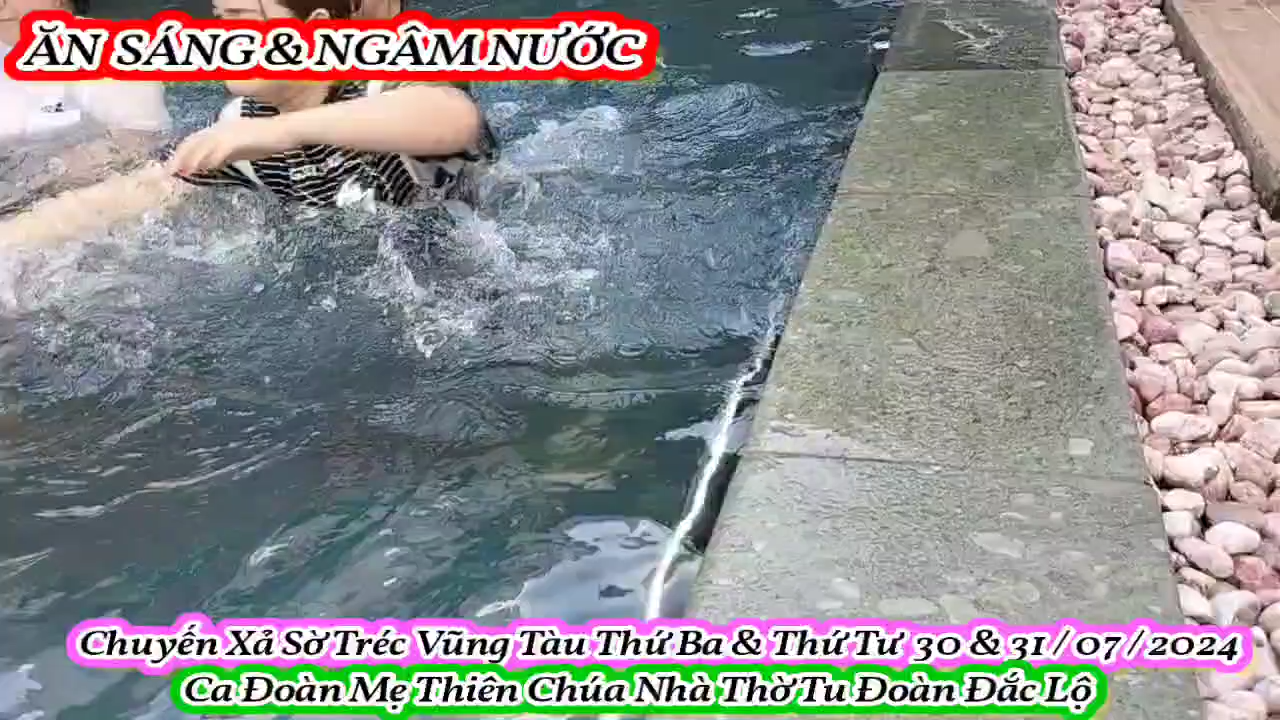 ĂN SÁNG & NGÂM NƯỚC
Chuyến Xả Sờ Tréc Vũng Tàu Thứ Ba & Thứ Tư 30 & 31 / 07 / 2024
Ca Đoàn Mẹ Thiên Chúa Nhà Thờ Tu Đoàn Đắc Lộ